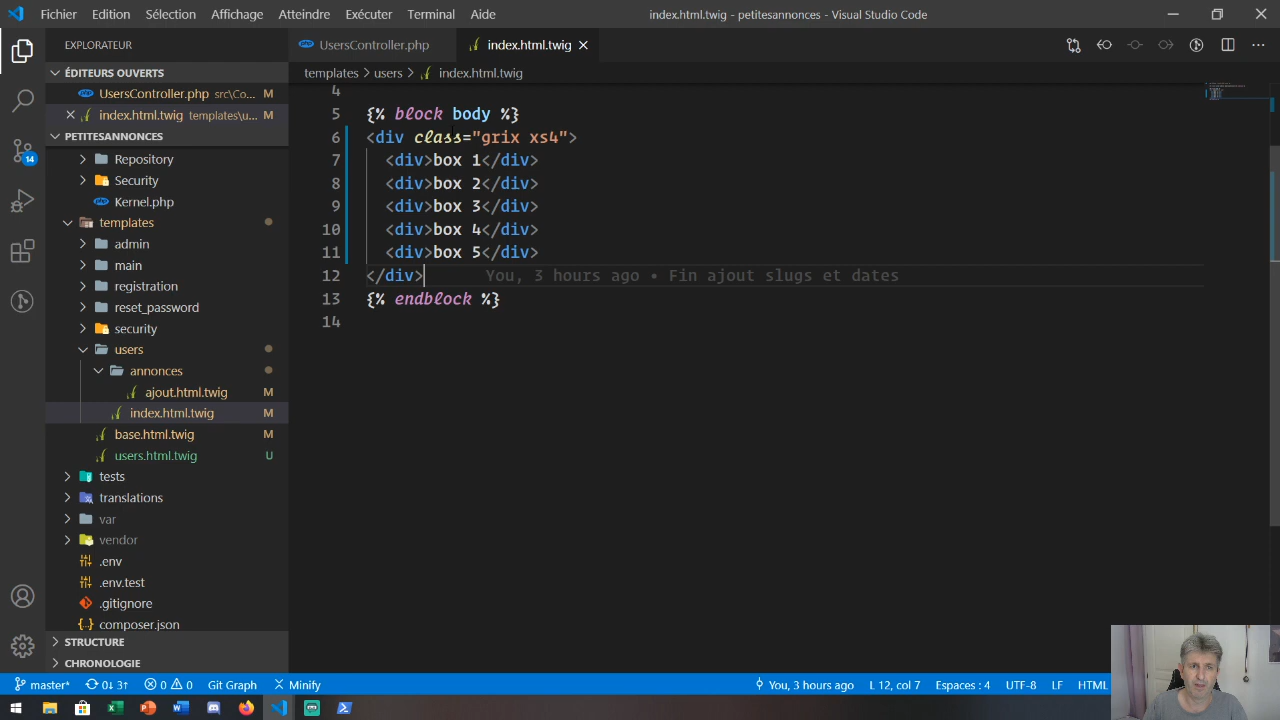 Fichier Edition Sélection Affichage Atteindre Exécuter Terminal Aide
index.html.twig - petitesannonces - Visual Studio Code
EXPLORATEUR
UsersController.php
index.html.twig
ÉDITEURS OUVERTS
UsersController.php src\Co... M
index.html.twig templates\u... M
PETITESANNONCES
Repository
Security
Kernel.php
templates
admin
main
registration
reset_password
security
users
annonces
ajout.html.twig M
index.html.twig M
base.html.twig M
users.html.twig U
tests
translations
var
vendor
.env
.env.test
.gitignore
composer.json
STRUCTURE
CHRONOLOGIE
14
templates > users > index.html.twig
4
5 {% block body %}
6 <div class="grix xs4">
7 <div>box 1</div>
8 <div>box 2</div>
9 <div>box 3</div>
10 <div>box 4</div>
11 <div>box 5</div>
12 </div> You, 3 hours ago • Fin ajout slugs et dates
13 {% endblock %}
14
master* 0↓ 3↑ 0 0 Git Graph Minify You, 3 hours ago L 12, col 7 Espaces : 4 UTF-8 LF HTML